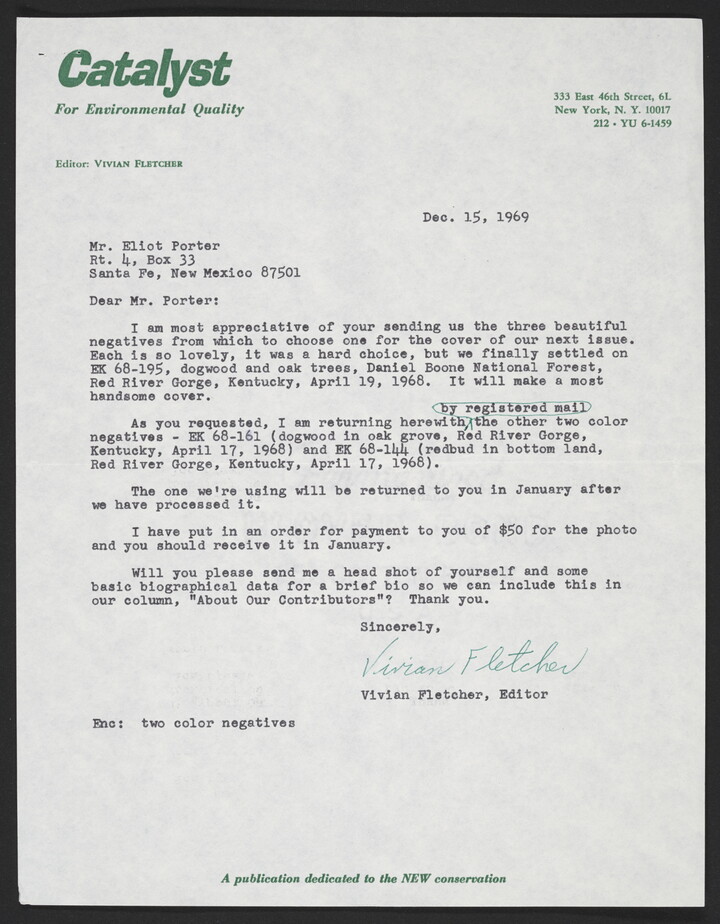 Catalyst
For Environmental Quality
333 East 46th Street, 6L
New York, N. Y. 10017
212 • YU 6-1459
Editor: VIVIAN FLETCHER
Dec. 15, 1969
Mr. Eliot Porter
Rt. 4, Box 33
Santa Fe, New Mexico 87501
Dear Mr. Porter:
I am most appreciative of your sending us the three beautiful
negatives from which to choose one for the cover of our next issue.
Each is so lovely, it was a hard choice, but we finally settled on
EK 68-195, dogwood and oak trees, Daniel Boone National Forest,
Red River Gorge, Kentucky, April 19, 1968. It will make a most
handsome cover.
by registered mail
As you requested, I am returning herewith the other two color
negatives - EK 68-161 (dogwood in oak grove, Red River Gorge,
Kentucky, April 17, 1968) and EK 68-144 (redbud in bottom land,
Red River Gorge, Kentucky, April 17, 1968).
The one we're using will be returned to you in January after
we have processed it.
I have put in an order for payment to you of $50 for the photo
and you should receive it in January.
Will you please send me a head shot of yourself and some
basic biographical data for a brief bio so we can include this in
our column, "About Our Contributors"? Thank you.
Sincerely,
Vivian Fletcher
Vivian Fletcher, Editor
Enc: two color negatives
A publication dedicated to the NEW conservation